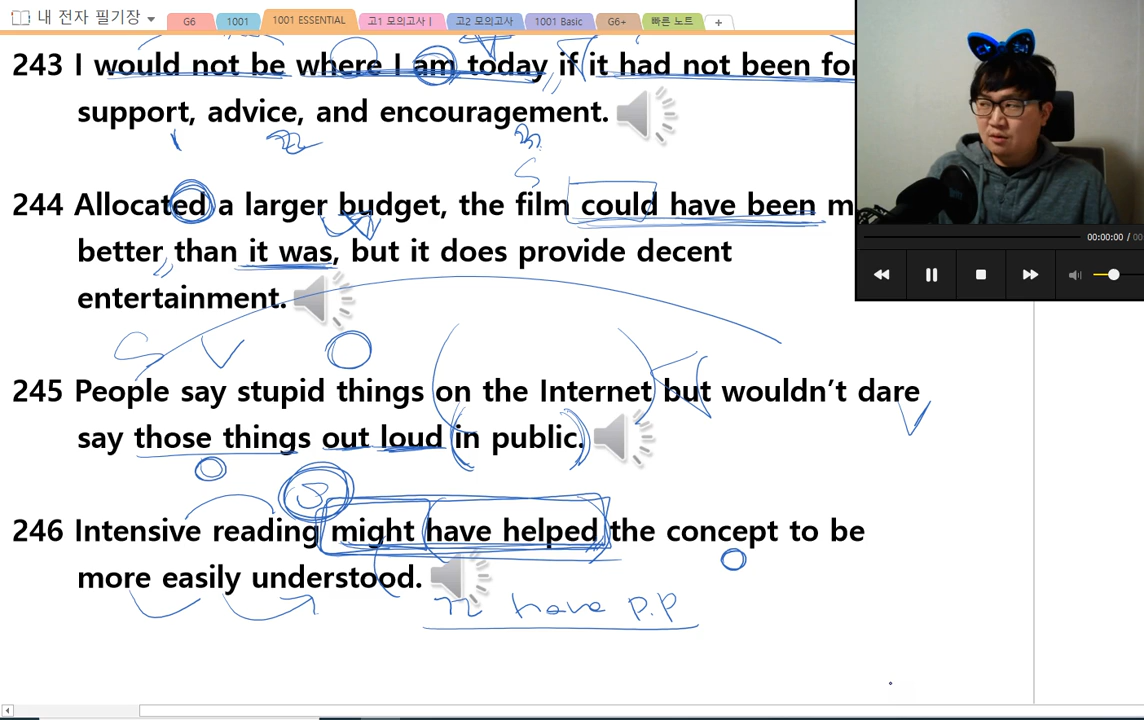 내 전자 필기장
G6
1001
1001 ESSENTIAL
고1 모의고사 |
고2 모의고사
1001 Basic
G6+
빠른 노트
243 I would not be where I am today, if it had not been for
support, advice, and encouragement.
244 Allocated a larger budget, the film could have been m
better than it was, but it does provide decent
entertainment.
245 People say stupid things on the Internet but wouldn't dare
say those things out loud in public.
246 Intensive reading might have helped the concept to be
more easily understood.
have p.p
S
S V
S
00:00:00 / 00